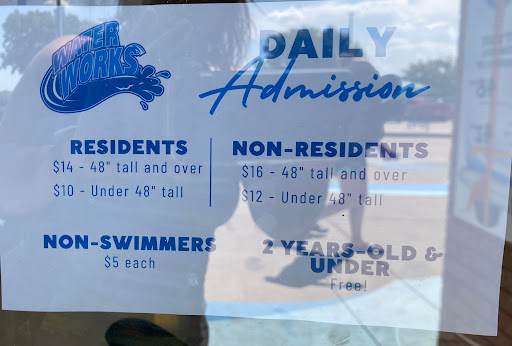 WATER
WORKS
DAILY
Admission
RESIDENTS
$14 - 48" tall and over
$10 - Under 48" tall
NON-RESIDENTS
$16 - 48" tall and over
$12 - Under 48" tall
NON-SWIMMERS
$5 each
2 YEARS-OLD &
UNDER
Free!